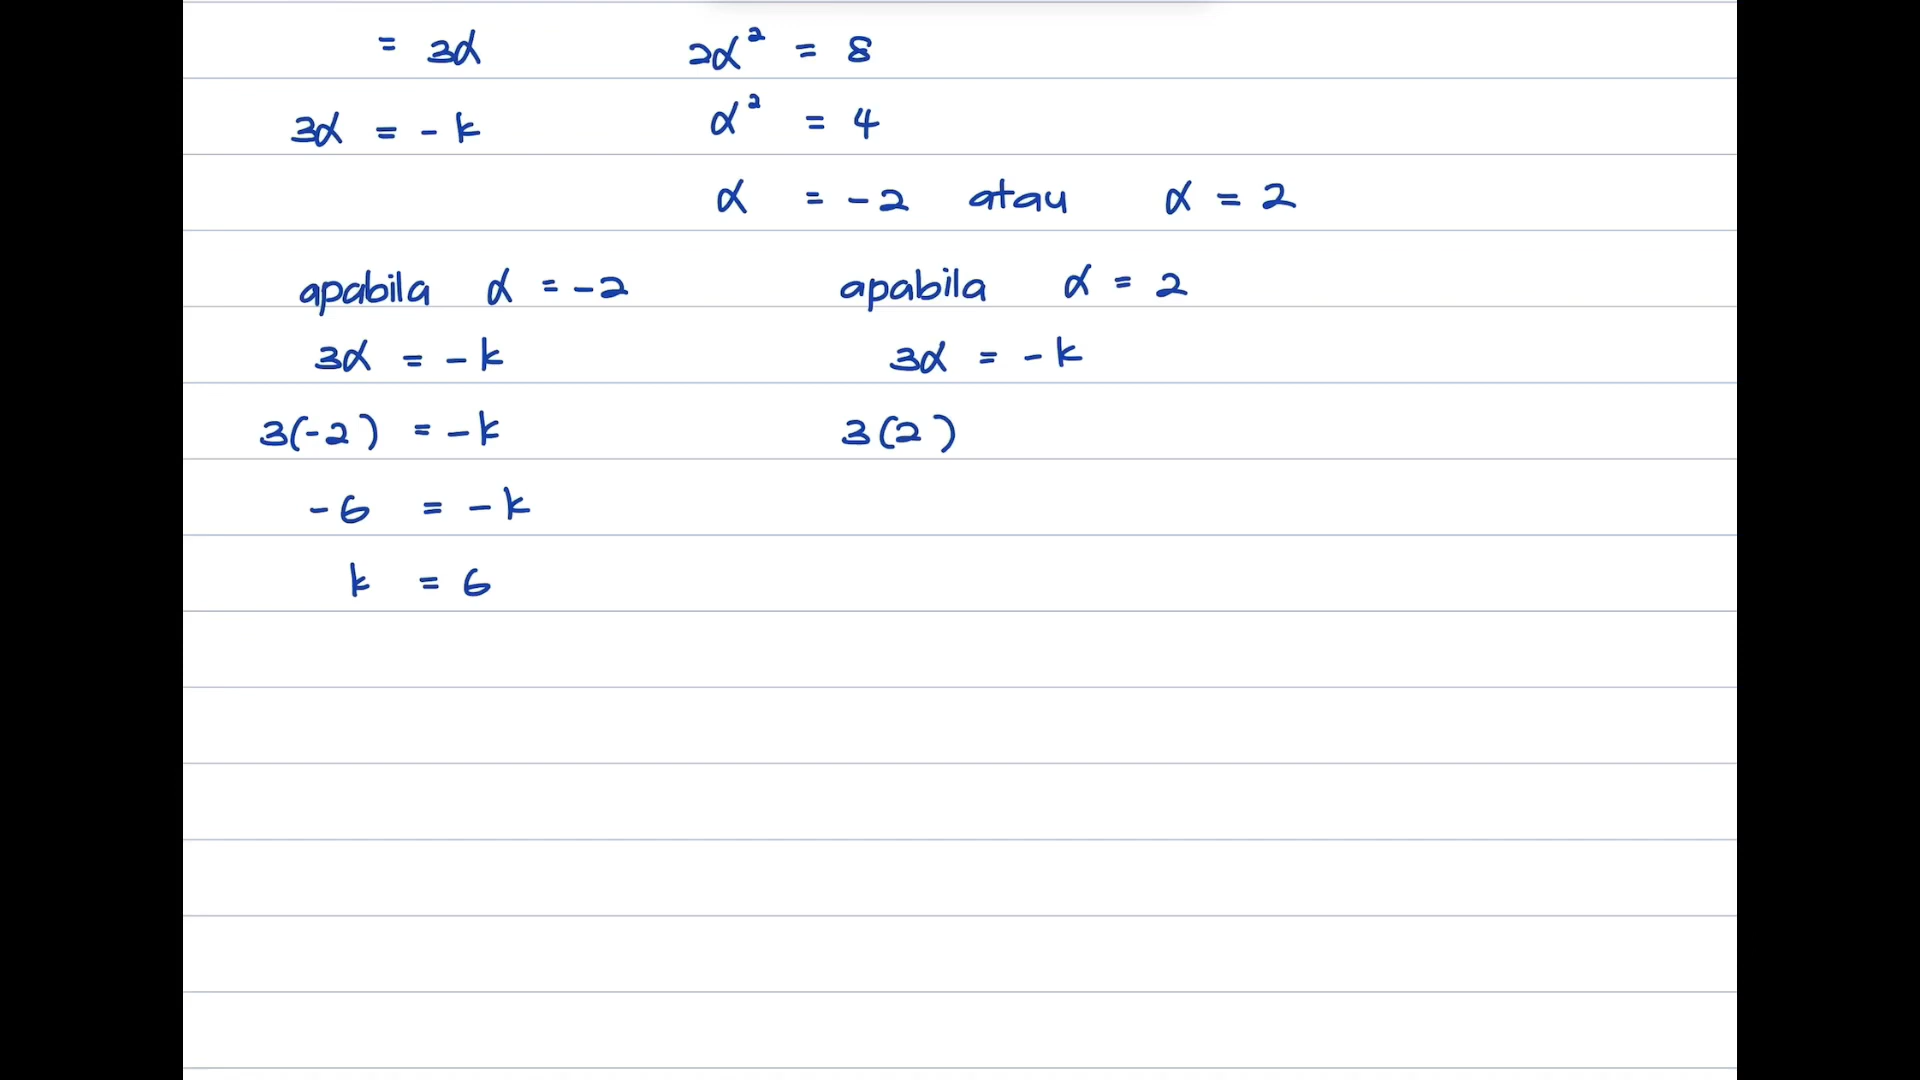 = 3α 2α² = 8
3α = -k α² = 4
α = -2 atau α = 2
apabila α = -2 apabila α = 2
3α = -k 3α = -k
3(-2) = -k 3(2)
-6 = -k
k = 6